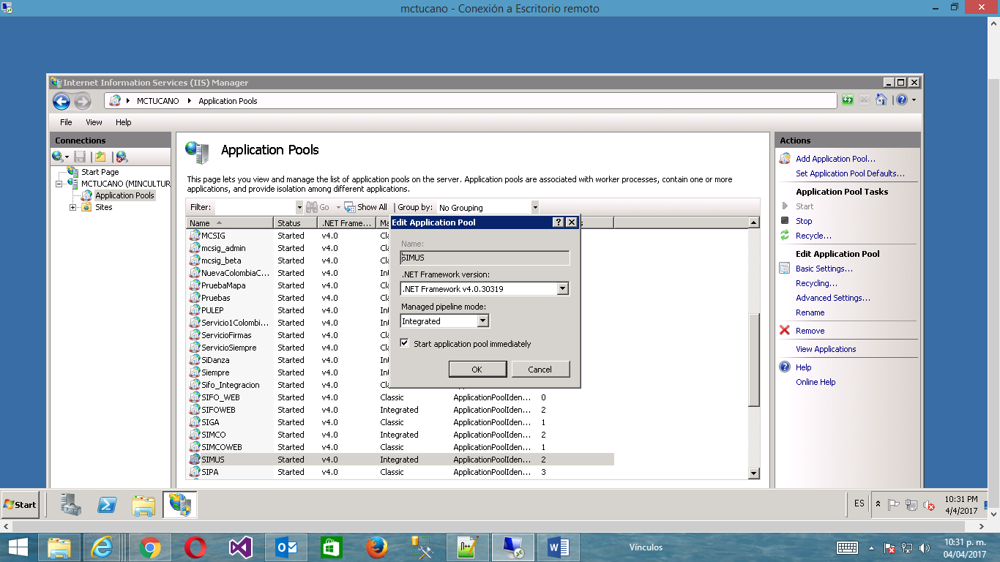 mctucano - Conexión a Escritorio remoto
Internet Information Services (IIS) Manager
MCTUCANO Application Pools
File View Help
Connections
Start Page
MCTUCANO (MINCULTUR
Application Pools
Sites
Application Pools
This page lets you view and manage the list of application pools on the server. Application pools are associated with worker processes, contain one or more
applications, and provide isolation among different applications.
Filter: Go Show All Group by: No Grouping
Name Status .NET Frame... Ma
MCSIG Started v4.0 Cla
mcsig_admin Started v4.0 Cla
mcsig_beta Started v4.0 Cla
NuevaColombiaC... Started v4.0 Int
PruebaMapa Started v4.0 Cla
Pruebas Started v4.0 Cla
PULEP Started v4.0 Int
Servicio1Colombi... Started v4.0 Int
ServicioFirmas Started v4.0 Cla
ServicioSiempre Started v4.0 Cla
SiDanza Started v4.0 Int
Siempre Started v4.0 Cla
Sifo_Integracion Started v4.0 Cla
SIFO_WEB Started v4.0 Classic ApplicationPoolIden... 0
SIFOWEB Started v4.0 Integrated ApplicationPoolIden... 2
SIGA Started v4.0 Classic ApplicationPoolIden... 1
SIMCO Started v4.0 Integrated ApplicationPoolIden... 2
SIMCOWEB Started v4.0 Classic ApplicationPoolIden... 1
SIMUS Started v4.0 Integrated ApplicationPoolIden... 2
SIPA Started v4.0 Classic ApplicationPoolIden... 3
Edit Application Pool
Name:
SIMUS
.NET Framework version:
.NET Framework v4.0.30319
Managed pipeline mode:
Integrated
Start application pool immediately
OK Cancel
Actions
Add Application Pool...
Set Application Pool Defaults...
Application Pool Tasks
Start
Stop
Recycle...
Edit Application Pool
Basic Settings...
Recycling...
Advanced Settings...
Rename
Remove
View Applications
Help
Online Help
Start ES 10:31 PM
4/4/2017
Vínculos 10:31 p. m.
04/04/2017